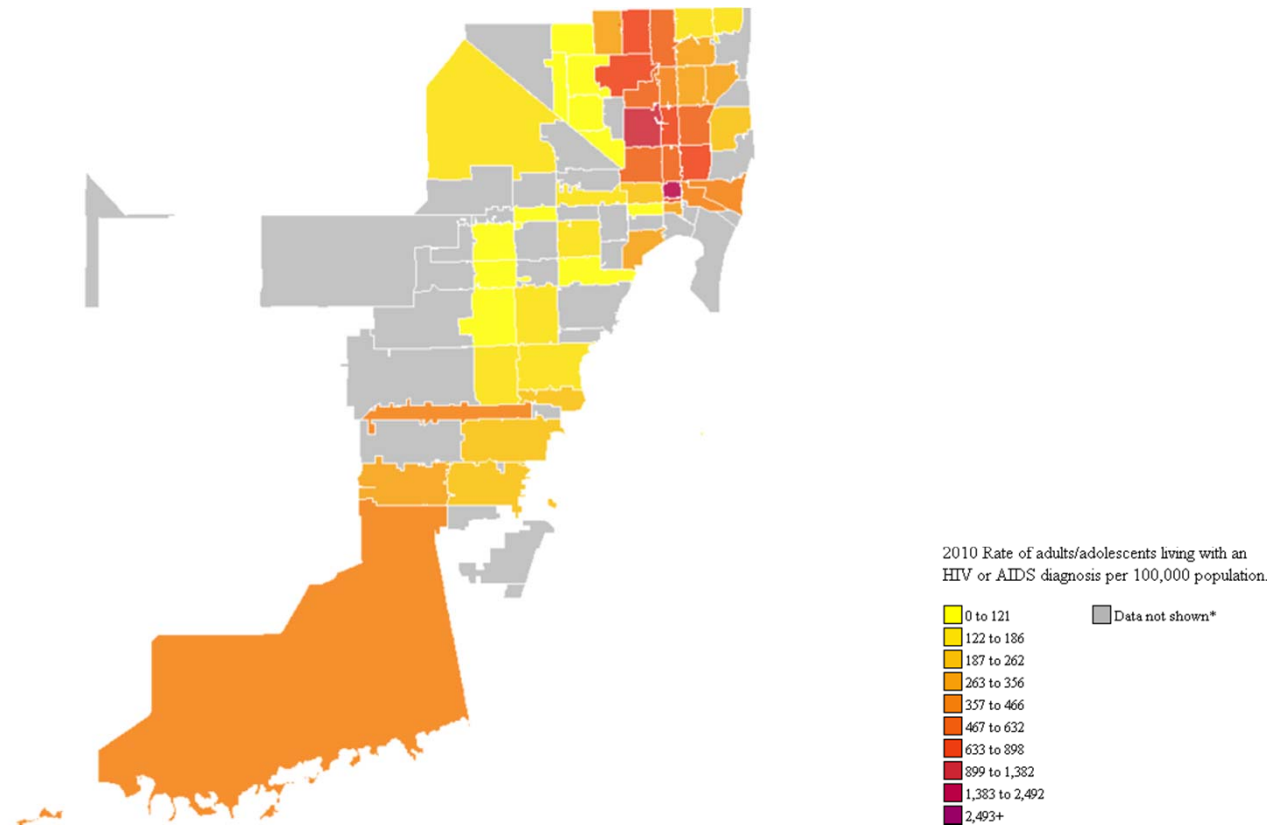 2010 Rate of adults/adolescents living with an
HIV or AIDS diagnosis per 100,000 population.
0 to 121
Data not shown*
122 to 186
187 to 262
263 to 356
357 to 466
467 to 632
633 to 898
899 to 1,382
1,383 to 2,492
2,493+